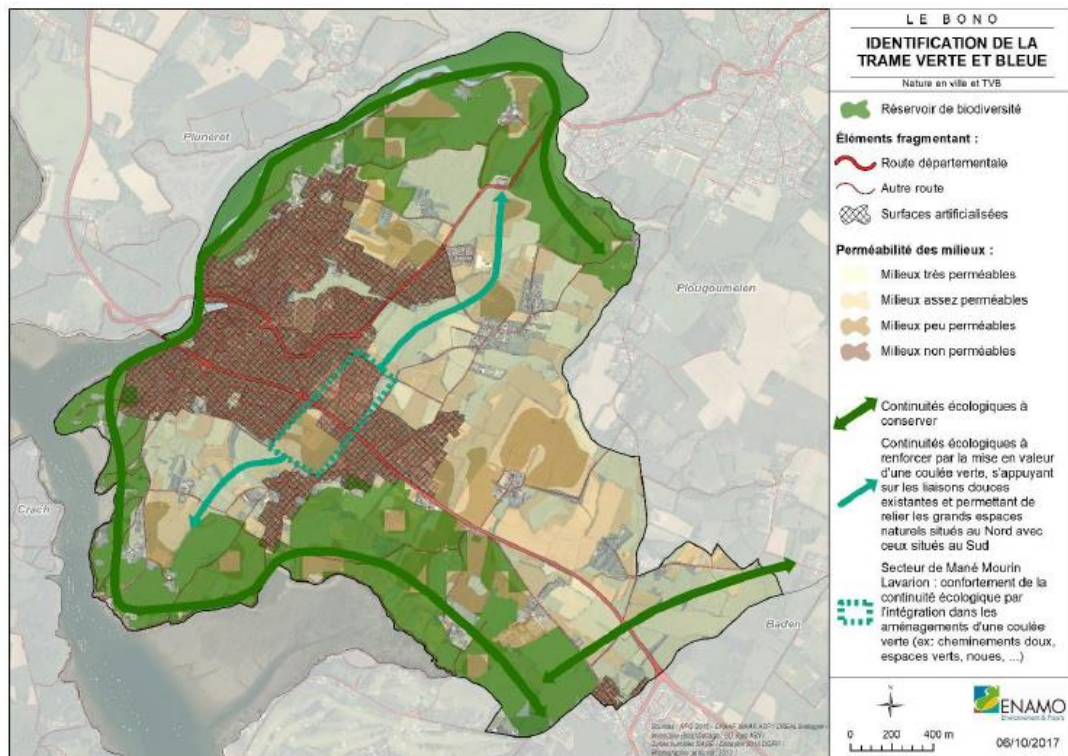 LE BONO
IDENTIFICATION DE LA
TRAME VERTE ET BLEUE
Nature en ville et TVB
Réservoir de biodiversité
Éléments fragmentant :
Route départementale
Autre route
Surfaces artificialisées
Perméabilité des milieux :
Milieux très perméables
Milieux assez perméables
Milieux peu perméables
Milieux non perméables
Continuités écologiques à
conserver
Continuités écologiques à
renforcer par la mise en valeur
d'une coulée verte, s'appuyant
sur les liaisons douces
existantes et permettant de
relier les grands espaces
naturels situés au Nord avec
ceux situés au Sud
Secteur de Mané Mourin
Lavarion : confortement de la
continuité écologique par
l'intégration dans les
aménagements d'une coulée
verte (ex: cheminements doux,
espaces verts, noues, ...)
Pluneret
Plougoumelen
Crach
Baden
N
0 200 400 m
ENAMO
06/10/2017